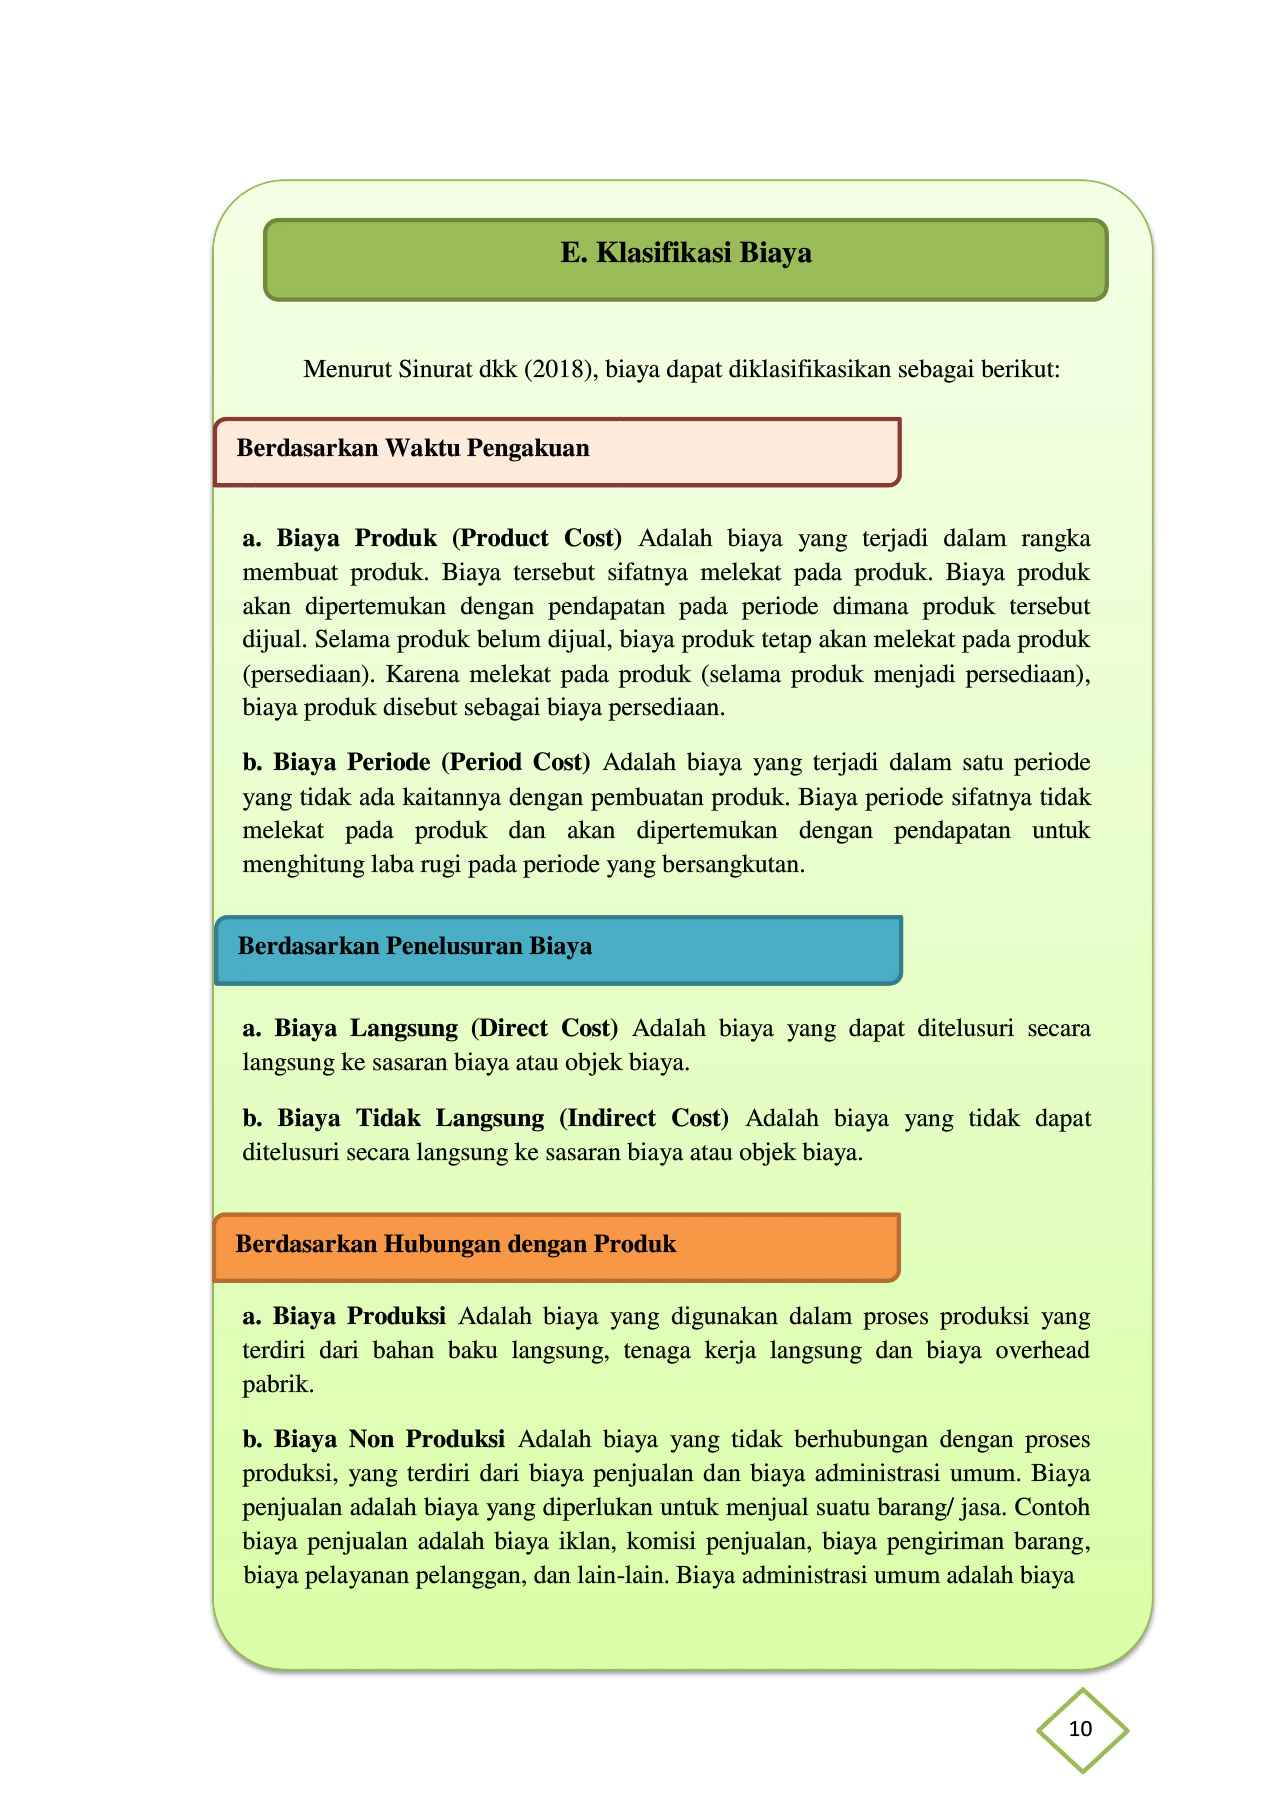 E. Klasifikasi Biaya
Menurut Sinurat dkk (2018), biaya dapat diklasifikasikan sebagai berikut:
Berdasarkan Waktu Pengakuan
a. Biaya Produk (Product Cost) Adalah biaya yang terjadi dalam rangka
membuat produk. Biaya tersebut sifatnya melekat pada produk. Biaya produk
akan dipertemukan dengan pendapatan pada periode dimana produk tersebut
dijual. Selama produk belum dijual, biaya produk tetap akan melekat pada produk
(persediaan). Karena melekat pada produk (selama produk menjadi persediaan),
biaya produk disebut sebagai biaya persediaan.
b. Biaya Periode (Period Cost) Adalah biaya yang terjadi dalam satu periode
yang tidak ada kaitannya dengan pembuatan produk. Biaya periode sifatnya tidak
melekat pada produk dan akan dipertemukan dengan pendapatan untuk
menghitung laba rugi pada periode yang bersangkutan.
Berdasarkan Penelusuran Biaya
a. Biaya Langsung (Direct Cost) Adalah biaya yang dapat ditelusuri secara
langsung ke sasaran biaya atau objek biaya.
b. Biaya Tidak Langsung (Indirect Cost) Adalah biaya yang tidak dapat
ditelusuri secara langsung ke sasaran biaya atau objek biaya.
Berdasarkan Hubungan dengan Produk
a. Biaya Produksi Adalah biaya yang digunakan dalam proses produksi yang
terdiri dari bahan baku langsung, tenaga kerja langsung dan biaya overhead
pabrik.
b. Biaya Non Produksi Adalah biaya yang tidak berhubungan dengan proses
produksi, yang terdiri dari biaya penjualan dan biaya administrasi umum. Biaya
penjualan adalah biaya yang diperlukan untuk menjual suatu barang/ jasa. Contoh
biaya penjualan adalah biaya iklan, komisi penjualan, biaya pengiriman barang,
biaya pelayanan pelanggan, dan lain-lain. Biaya administrasi umum adalah biaya
10